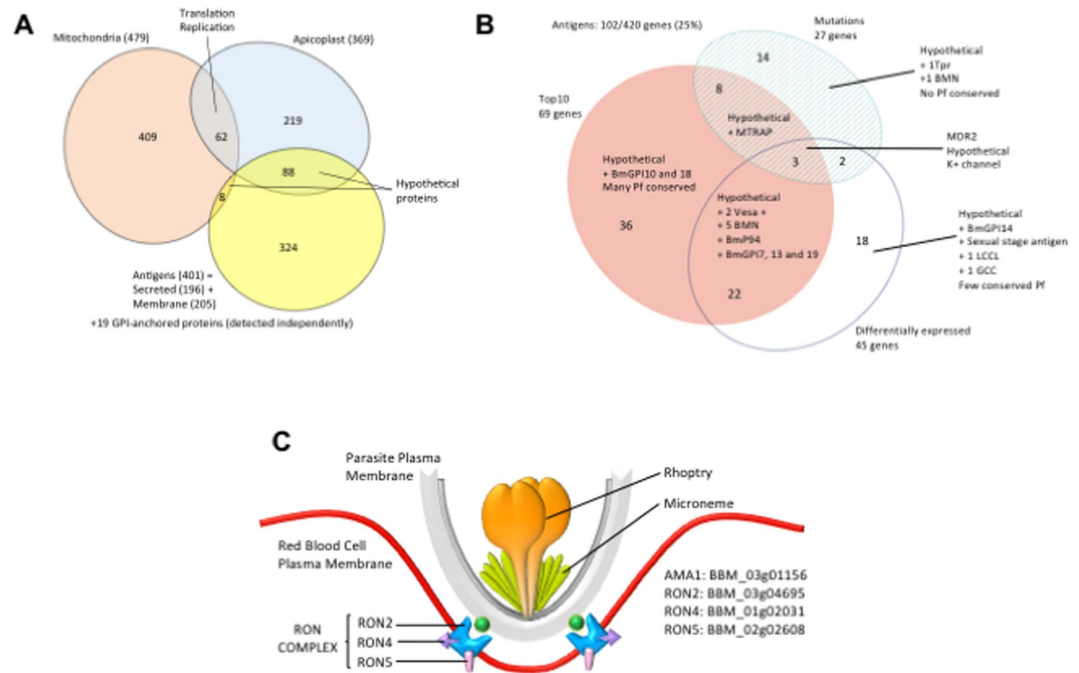 A
Translation
Replication
Mitochondria (479)
Apicoplast (369)
409
62
219
88
8
324
Hypothetical
proteins
Antigens (401) =
Secreted (196) +
Membrane (205)
+19 GPI-anchored proteins (detected independently)
B
Antigens: 102/420 genes (25%)
Mutations
27 genes
14
8
Hypothetical
+ 1Tpr
+1 BMN
No Pf conserved
Top10
69 genes
Hypothetical
+ MTRAP
MDR2
Hypothetical
K+ channel
3
2
Hypothetical
+ BmGPI10 and 18
Many Pf conserved
36
Hypothetical
+ 2 Vesa +
+ 5 BMN
+ BmP94
+ BmGPI7, 13 and 19
22
18
Hypothetical
+ BmGPI14
+ Sexual stage antigen
+ 1 LCCL
+ 1 GCC
Few conserved Pf
Differentially expressed
45 genes
C
Parasite Plasma
Membrane
Rhoptry
Microneme
Red Blood Cell
Plasma Membrane
AMA1: BBM_03g01156
RON2: BBM_03g04695
RON4: BBM_01g02031
RON5: BBM_02g02608
RON
COMPLEX
RON2
RON4
RON5